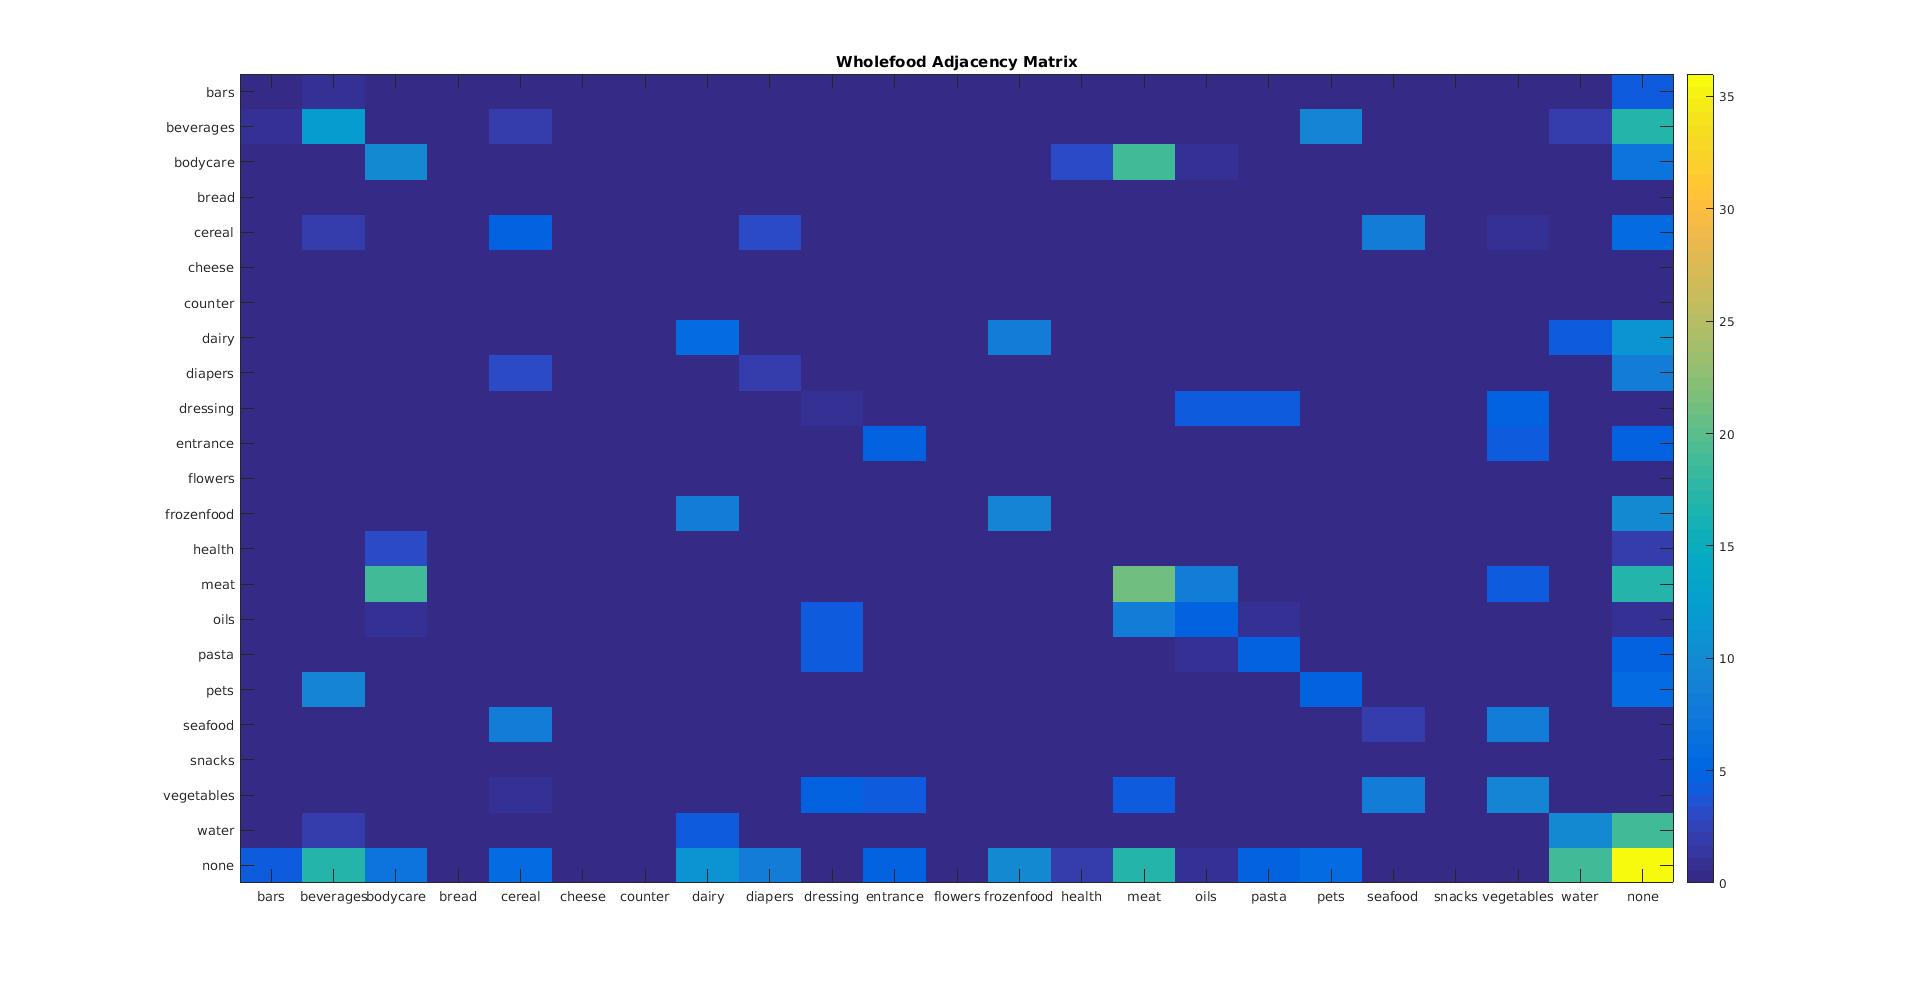 Wholefood Adjacency Matrix
bars
beverages
bodycare
bread
cereal
cheese
counter
dairy
diapers
dressing
entrance
flowers
frozenfood
health
meat
oils
pasta
pets
seafood
snacks
vegetables
water
none
bars beverages bodycare bread cereal cheese counter dairy diapers dressing entrance flowers frozenfood health meat oils pasta pets seafood snacks vegetables water none
35
30
25
20
15
10
5
0